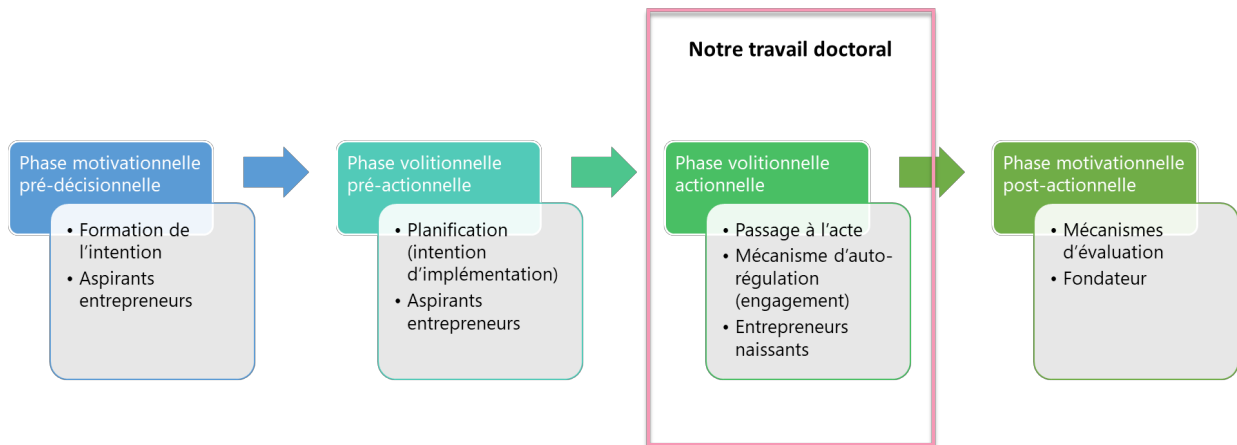 Notre travail doctoral
Phase motivationnelle
pré-décisionnelle
• Formation de
l'intention
• Aspirants
entrepreneurs
Phase volitionnelle
pré-actionnelle
• Planification
(intention
d'implémentation)
• Aspirants
entrepreneurs
Phase volitionnelle
actionnelle
• Passage à l'acte
• Mécanisme d'auto-
régulation
(engagement)
• Entrepreneurs
naissants
Phase motivationnelle
post-actionnelle
• Mécanismes
d'évaluation
• Fondateur